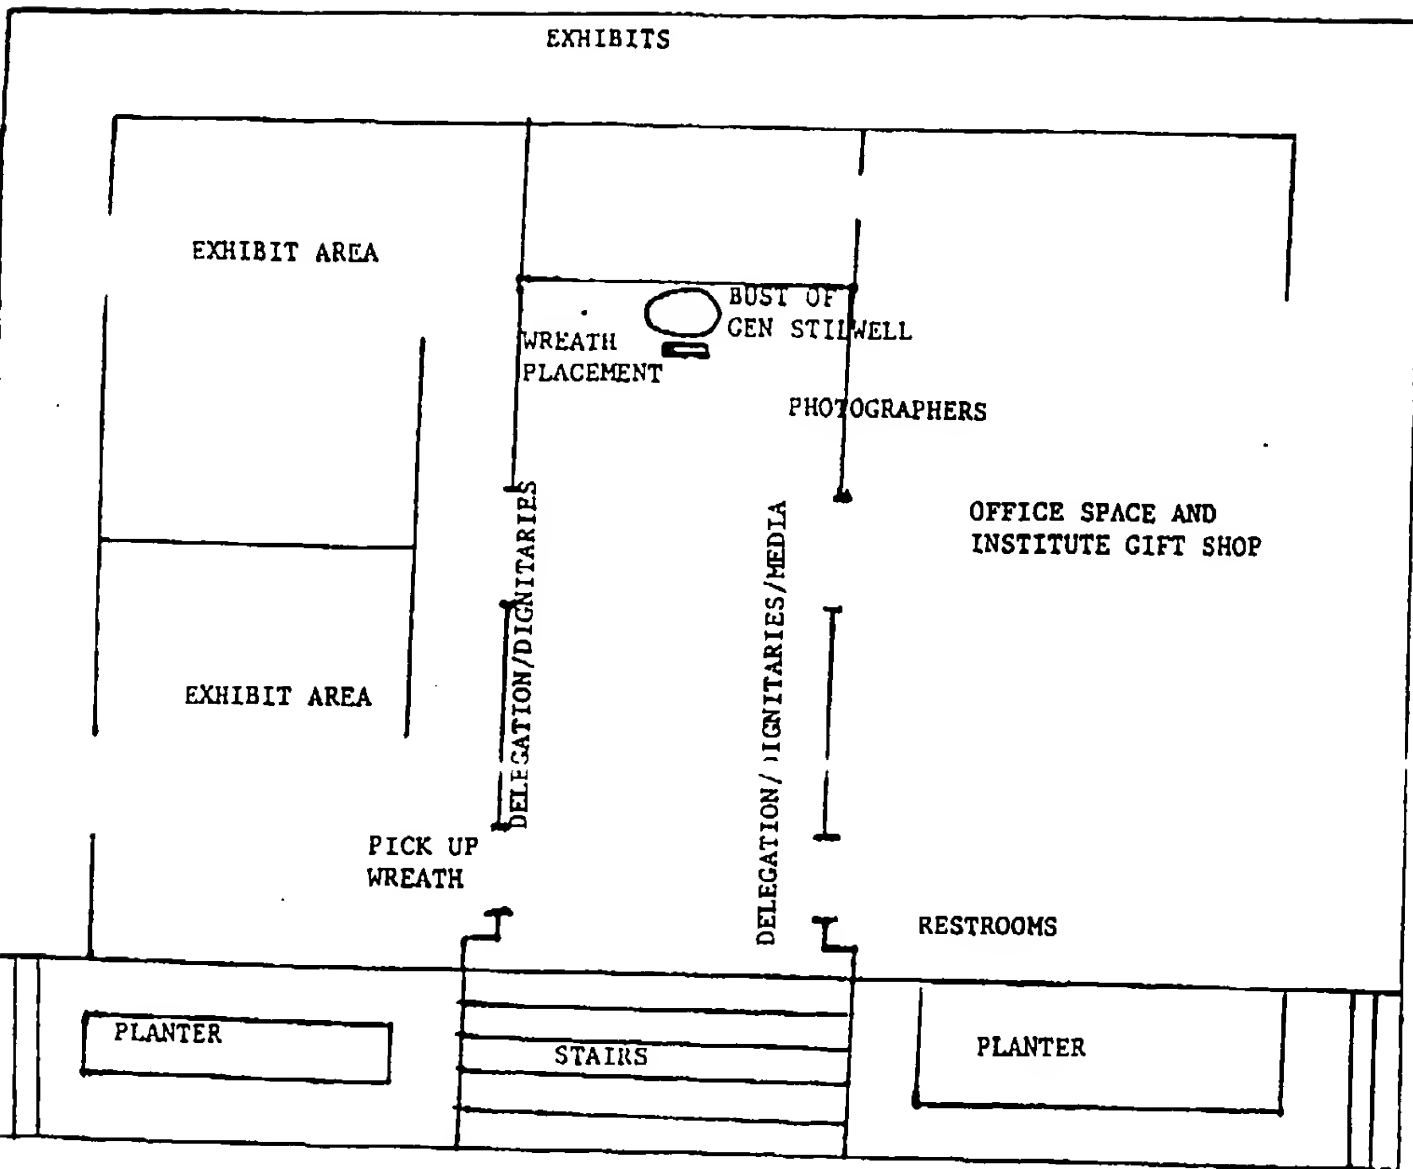 EXHIBITS
EXHIBIT AREA
BUST OF
GEN STILWELL
WREATH
PLACEMENT
PHOTOGRAPHERS
DELEGATION/DIGNITARIES
DELEGATION/DIGNITARIES/MEDIA
OFFICE SPACE AND
INSTITUTE GIFT SHOP
EXHIBIT AREA
PICK UP
WREATH
RESTROOMS
PLANTER
STAIRS
PLANTER